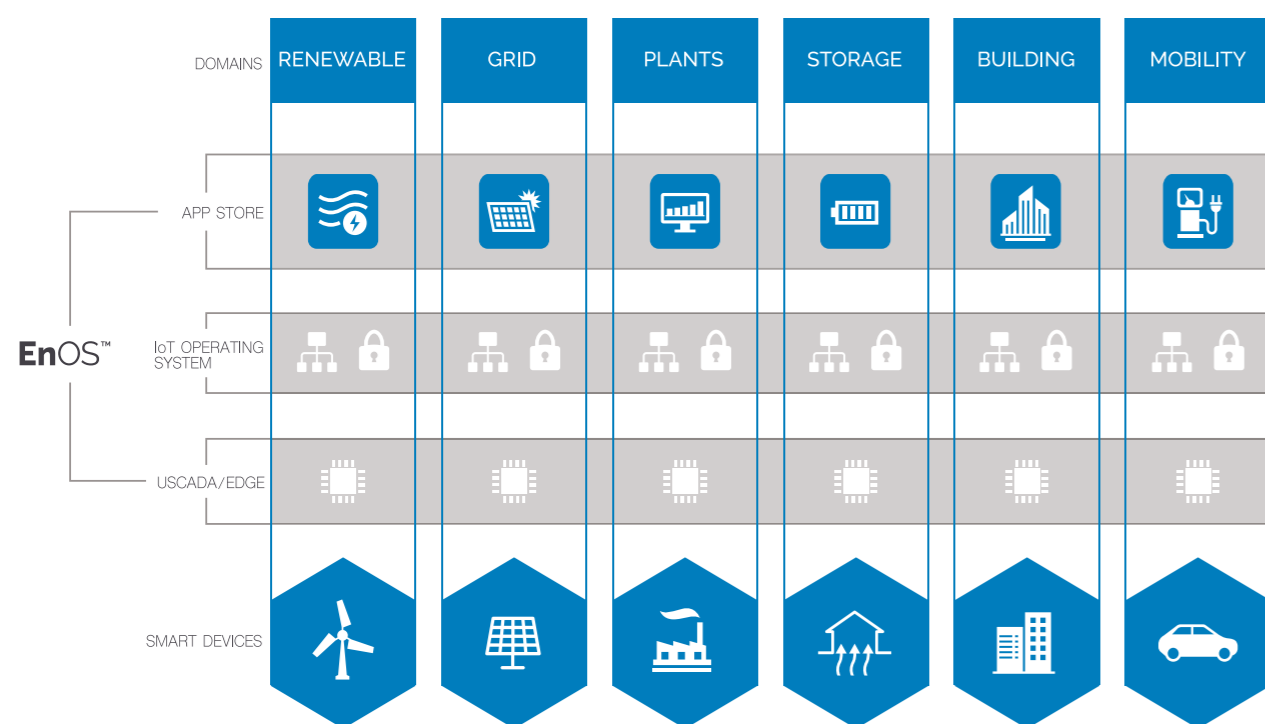 DOMAINS RENEWABLE GRID PLANTS STORAGE BUILDING MOBILITY
APP STORE
EnOS™
IoT OPERATING
SYSTEM
USCADA/EDGE
SMART DEVICES